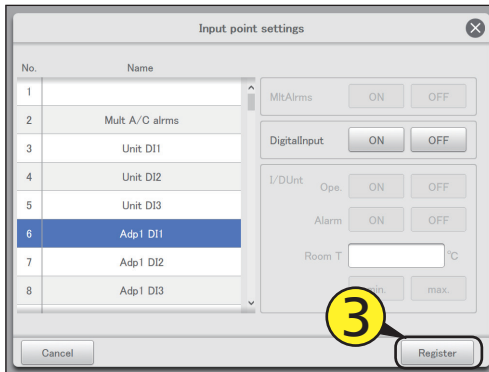 Input point settings
No. Name
1
2 Mult A/C alrms
3 Unit DI1
4 Unit DI2
5 Unit DI3
6 Adp1 DI1
7 Adp1 DI2
8 Adp1 DI3
MltAlrms ON OFF
DigitalInput ON OFF
I/DUnt
Ope. ON OFF
Alarm ON OFF
Room T °C
min. max.
3
Cancel Register